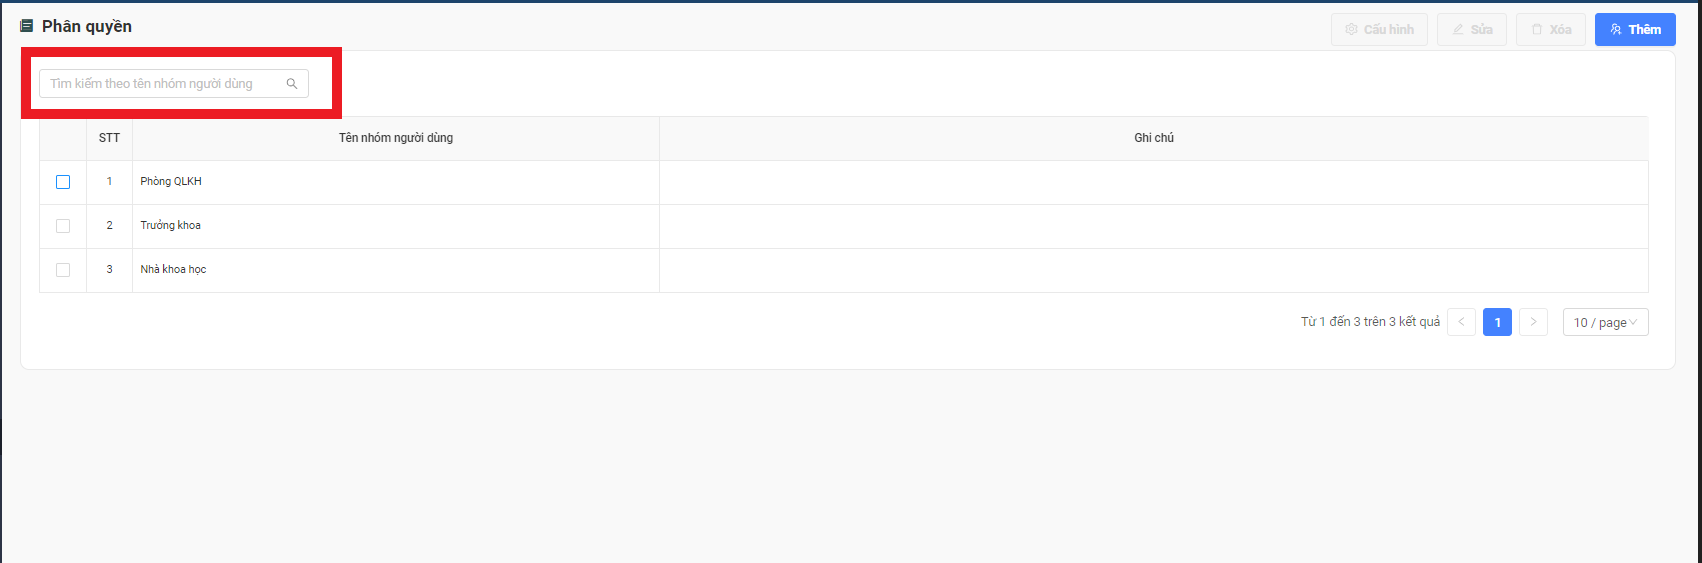 Phân quyền
Cấu hình
Sửa
Xóa
Thêm
Tìm kiếm theo tên nhóm người dùng
STT Tên nhóm người dùng Ghi chú
1 Phòng QLKH
2 Trưởng khoa
3 Nhà khoa học
Từ 1 đến 3 trên 3 kết quả < 1 > 10 / page